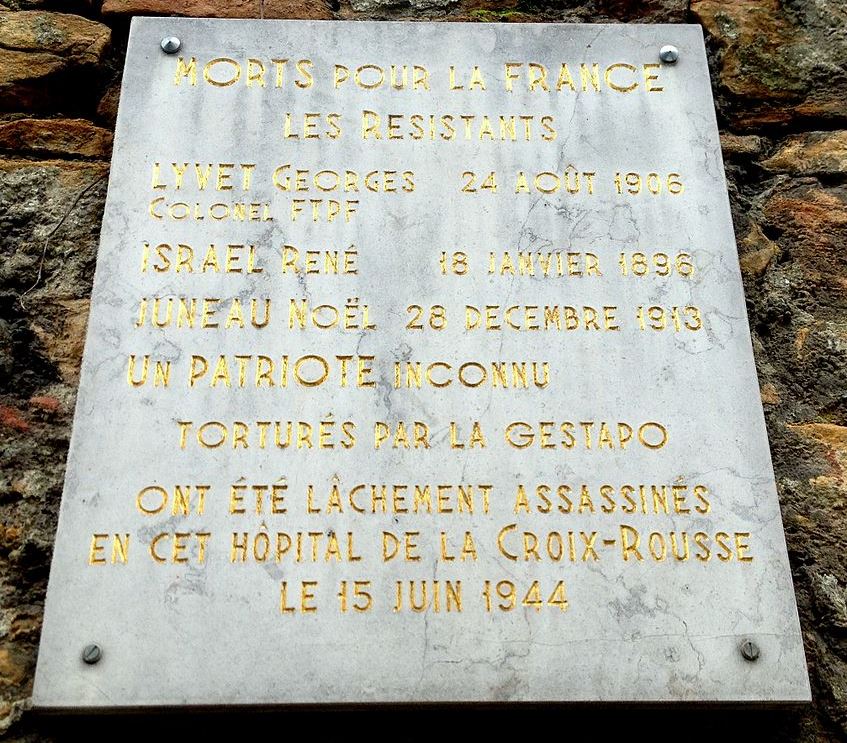 MORTS POUR LA FRANCE
LES RESISTANTS
LYVET GEORGES 24 AOÛT 1906
COLONEL FTPF
ISRAEL RENÉ 18 JANVIER 1896
JUNEAU NOËL 28 DECEMBRE 1913
UN PATRIOTE INCONNU
TORTURÉS PAR LA GESTAPO
ONT ÉTÉ LÂCHEMENT ASSASSINÉS
EN CET HÔPITAL DE LA CROIX-ROUSSE
LE 15 JUIN 1944